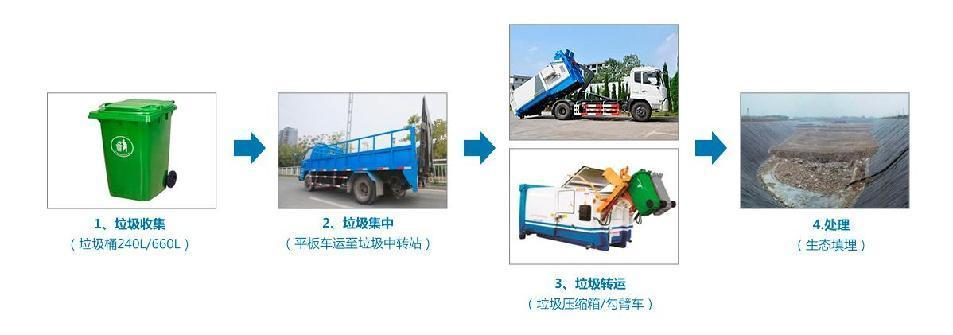 1、垃圾收集
（垃圾桶240L/660L）
2、垃圾集中
（平板车运至垃圾中转站）
3、垃圾转运
（垃圾压缩箱/勾臂车）
4.处理
（生态填埋）